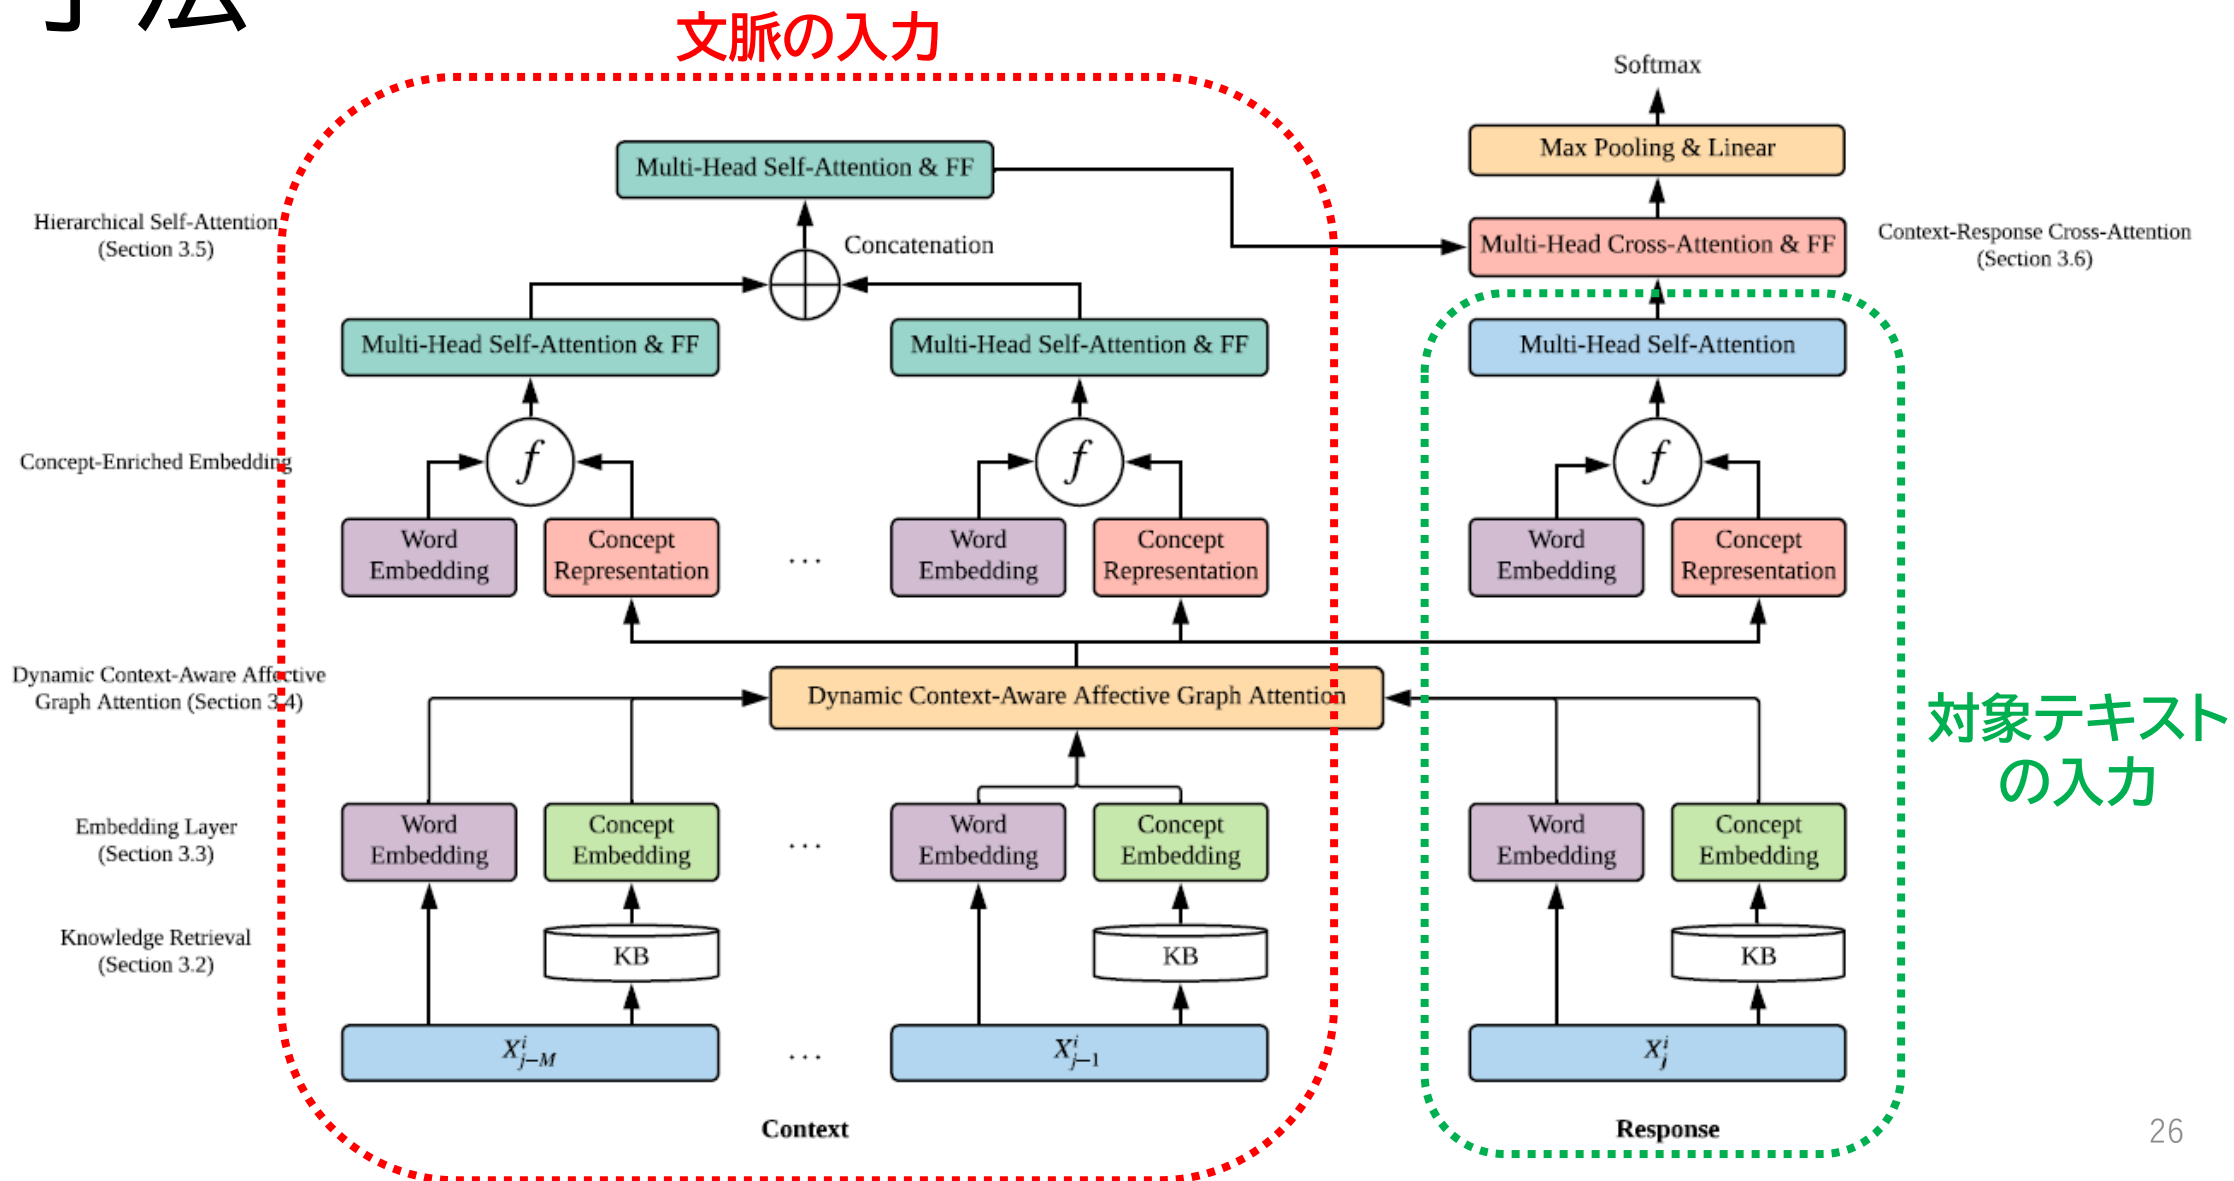 文脈の入力
Softmax
Max Pooling & Linear
Multi-Head Self-Attention & FF
Hierarchical Self-Attention
(Section 3.5)
Concatenation
Multi-Head Cross-Attention & FF
Context-Response Cross-Attention
(Section 3.6)
Multi-Head Self-Attention & FF
Multi-Head Self-Attention & FF
Multi-Head Self-Attention
Concept-Enriched Embedding
f
f
f
Word
Embedding
Concept
Representation
...
Word
Embedding
Concept
Representation
Word
Embedding
Concept
Representation
Dynamic Context-Aware Affective
Graph Attention (Section 3.4)
Dynamic Context-Aware Affective Graph Attention
対象テキスト
の入力
Embedding Layer
(Section 3.3)
Word
Embedding
Concept
Embedding
...
Word
Embedding
Concept
Embedding
Word
Embedding
Concept
Embedding
Knowledge Retrieval
(Section 3.2)
KB
KB
KB
X^i_{j-M}
...
X^i_{j-1}
X^i_j
Context
Response
26